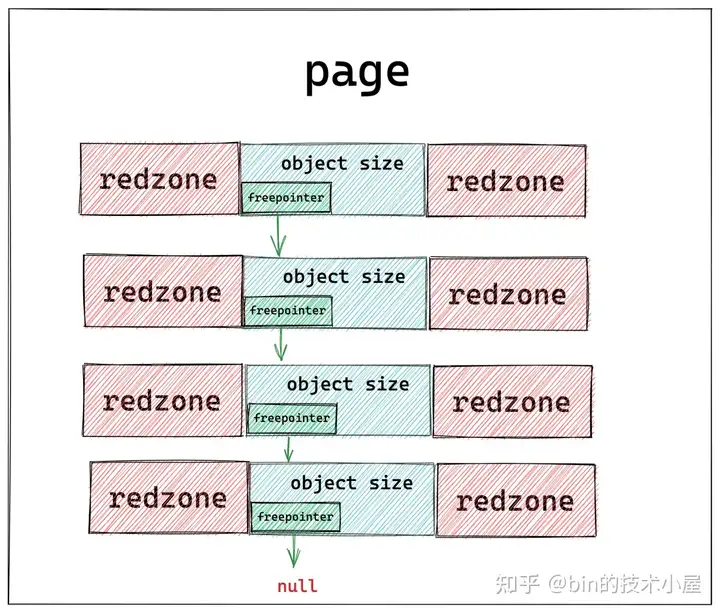 page
redzone object size redzone
freepointer
redzone object size redzone
freepointer
redzone object size redzone
freepointer
redzone object size redzone
freepointer
null
知乎 @bin的技术小屋